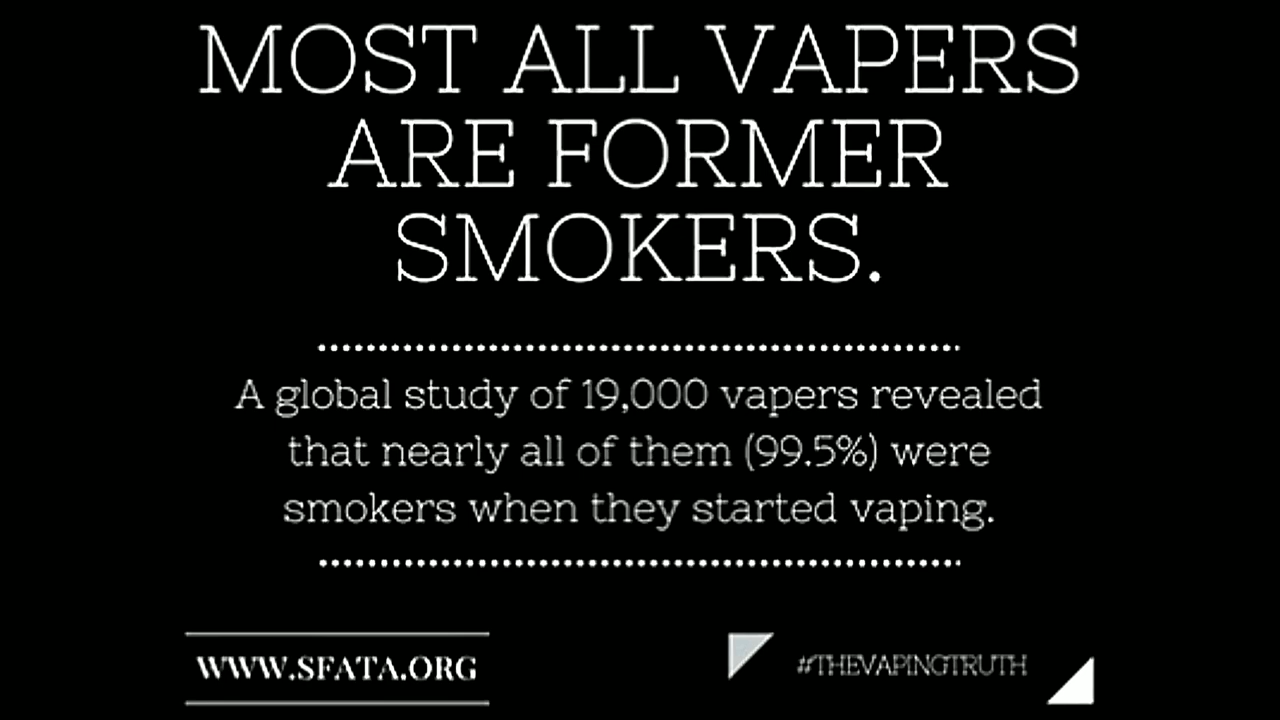 MOST ALL VAPERS
ARE FORMER
SMOKERS.
A global study of 19,000 vapers revealed
that nearly all of them (99.5%) were
smokers when they started vaping.
WWW.SFATA.ORG
#THEVAPINGTRUTH